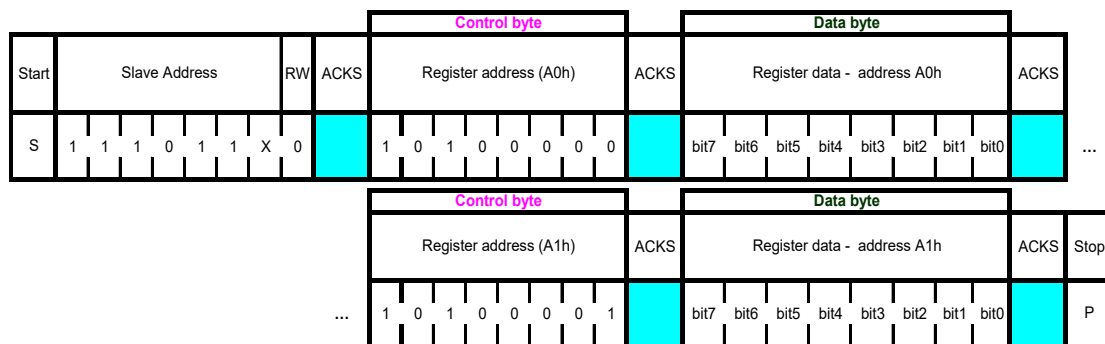 Control byte Data byte
Start Slave Address RW ACKS Register address (A0h) ACKS Register data - address A0h ACKS
S 1 1 1 0 1 1 X 0 1 0 1 0 0 0 0 0 bit7 bit6 bit5 bit4 bit3 bit2 bit1 bit0 ...
Control byte Data byte
Register address (A1h) ACKS Register data - address A1h ACKS Stop
... 1 0 1 0 0 0 0 1 bit7 bit6 bit5 bit4 bit3 bit2 bit1 bit0 P